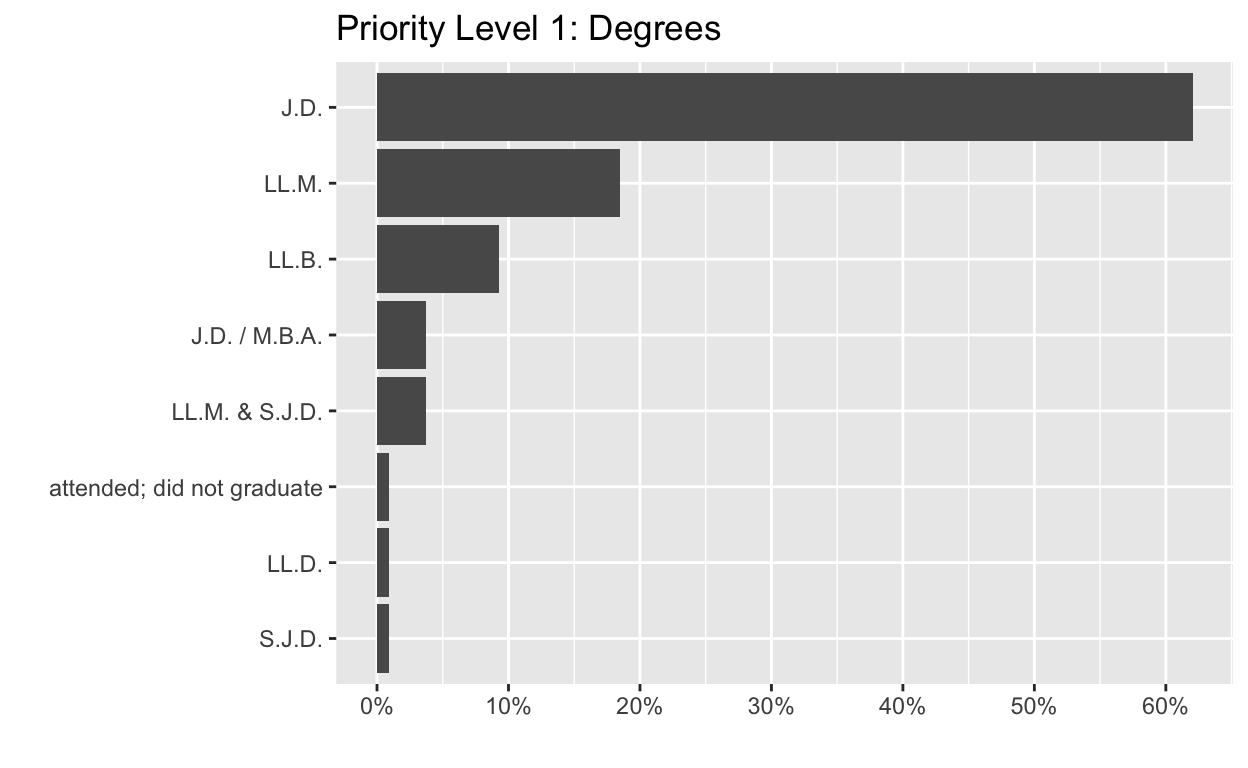 Priority Level 1: Degrees
J.D.
LL.M.
LL.B.
J.D. / M.B.A.
LL.M. & S.J.D.
attended; did not graduate
LL.D.
S.J.D.
0% 10% 20% 30% 40% 50% 60%